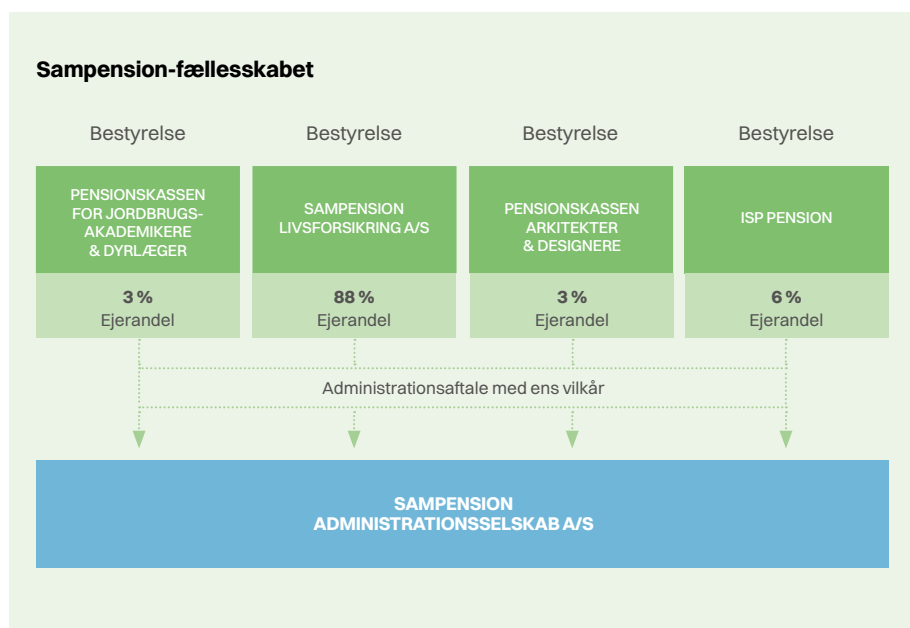 Sampension-fællesskabet
Bestyrelse
Bestyrelse
Bestyrelse
Bestyrelse
PENSIONSKASSEN
FOR JORDBRUGS-
AKADEMIKERE
& DYRLÆGER
SAMPENSION
LIVSFORSIKRING A/S
PENSIONSKASSEN
ARKITEKTER
& DESIGNERE
ISP PENSION
3 %
Ejerandel
88 %
Ejerandel
3 %
Ejerandel
6 %
Ejerandel
Administrationsaftale med ens vilkår
SAMPENSION
ADMINISTRATIONSSELSKAB A/S